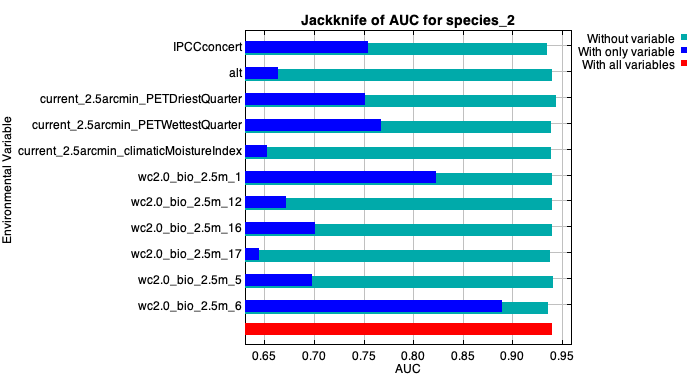 Jackknife of AUC for species_2
Without variable
With only variable
With all variables
Environmental Variable
IPCCconcert
alt
current_2.5arcmin_PETDriestQuarter
current_2.5arcmin_PETWettestQuarter
current_2.5arcmin_climaticMoistureIndex
wc2.0_bio_2.5m_1
wc2.0_bio_2.5m_12
wc2.0_bio_2.5m_16
wc2.0_bio_2.5m_17
wc2.0_bio_2.5m_5
wc2.0_bio_2.5m_6
0.65 0.70 0.75 0.80 0.85 0.90 0.95
AUC